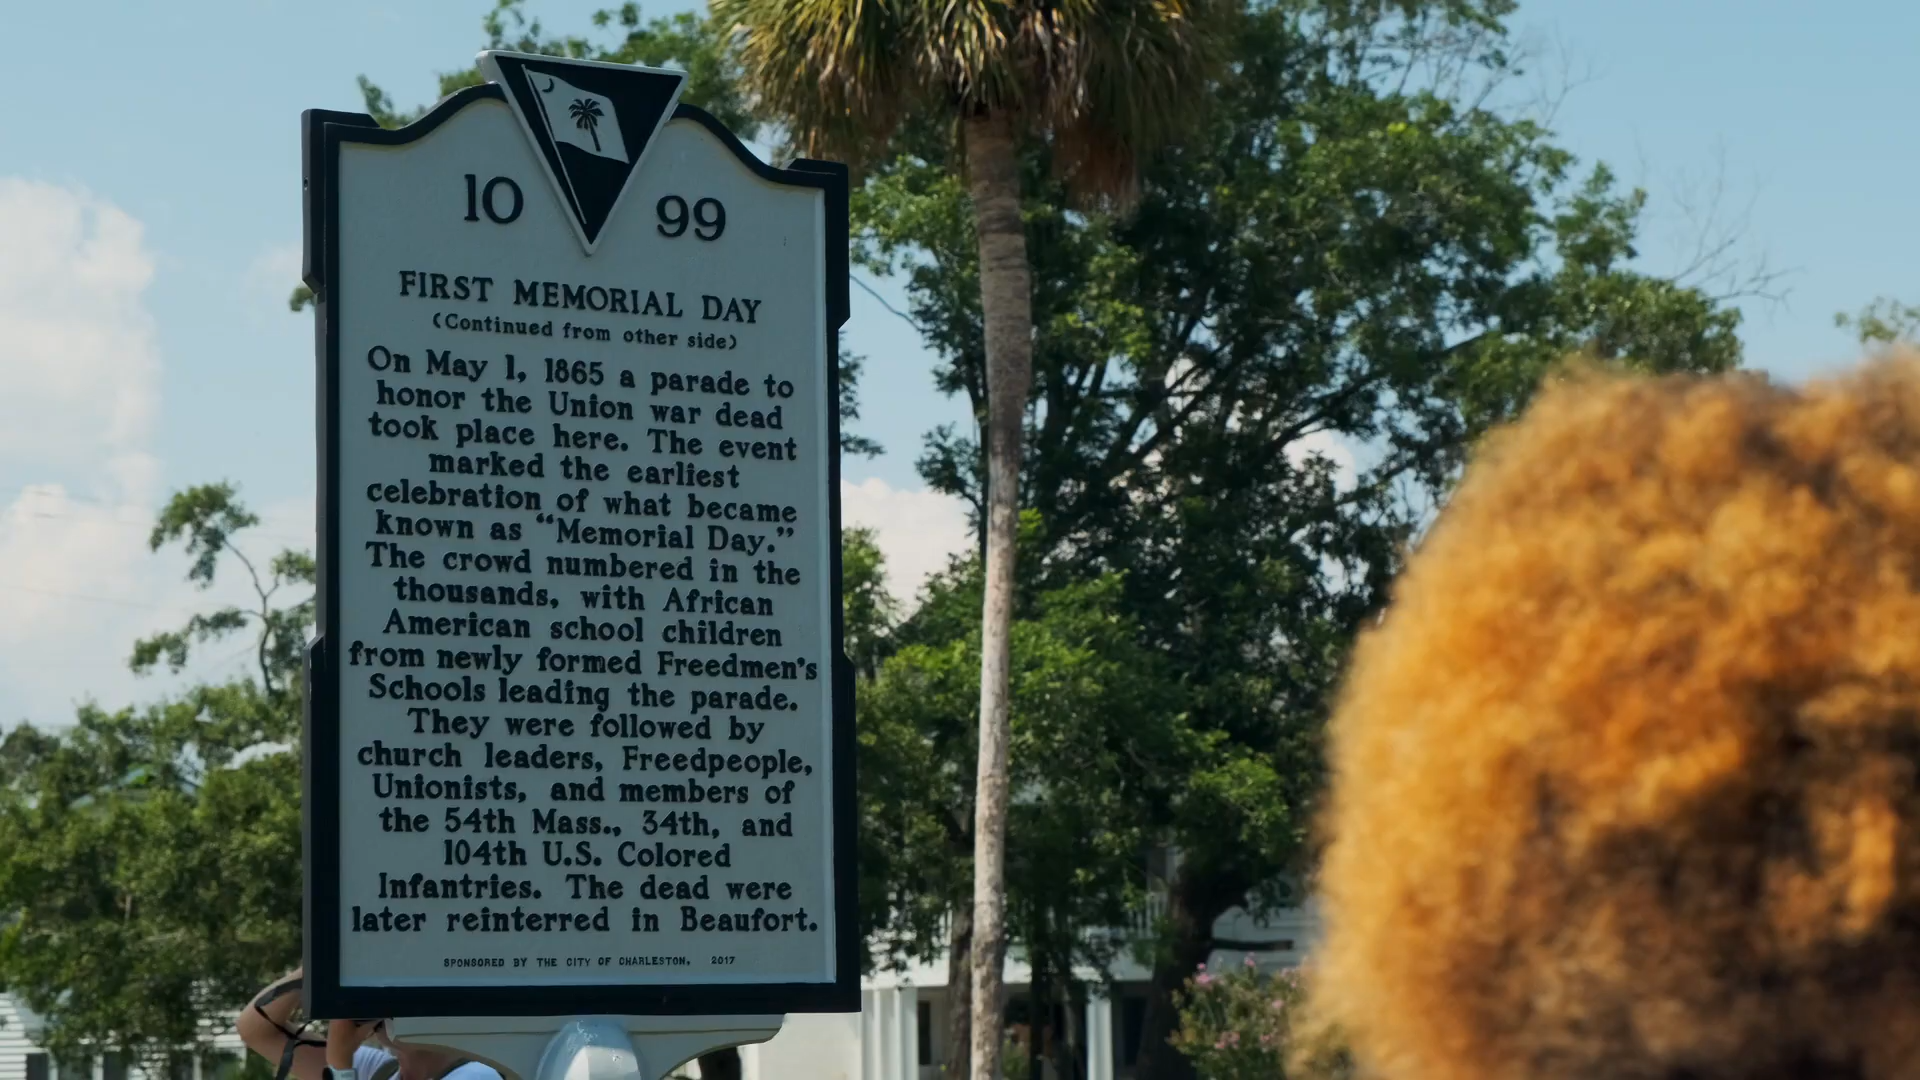 10 99
FIRST MEMORIAL DAY
(Continued from other side)
On May 1, 1865 a parade to
honor the Union war dead
took place here. The event
marked the earliest
celebration of what became
known as “Memorial Day.”
The crowd numbered in the
thousands, with African
American school children
from newly formed Freedmen's
Schools leading the parade.
They were followed by
church leaders, Freedpeople,
Unionists, and members of
the 54th Mass., 34th, and
104th U.S. Colored
Infantries. The dead were
later reinterred in Beaufort.
SPONSORED BY THE CITY OF CHARLESTON, 2017